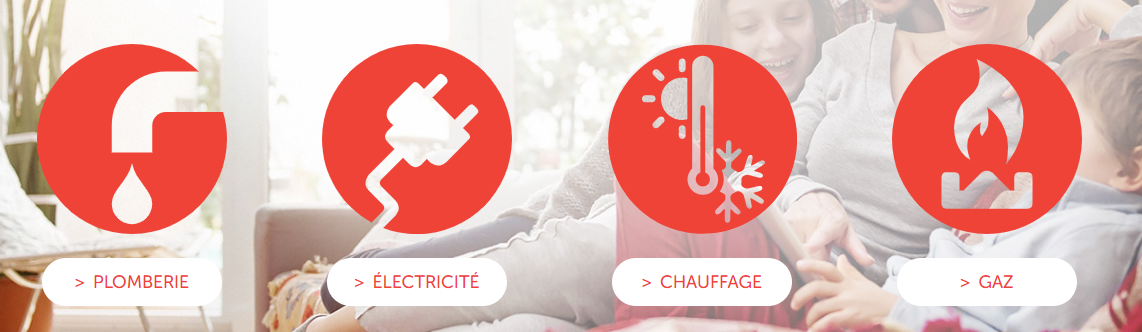 > PLOMBERIE
> ÉLECTRICITÉ
> CHAUFFAGE
> GAZ